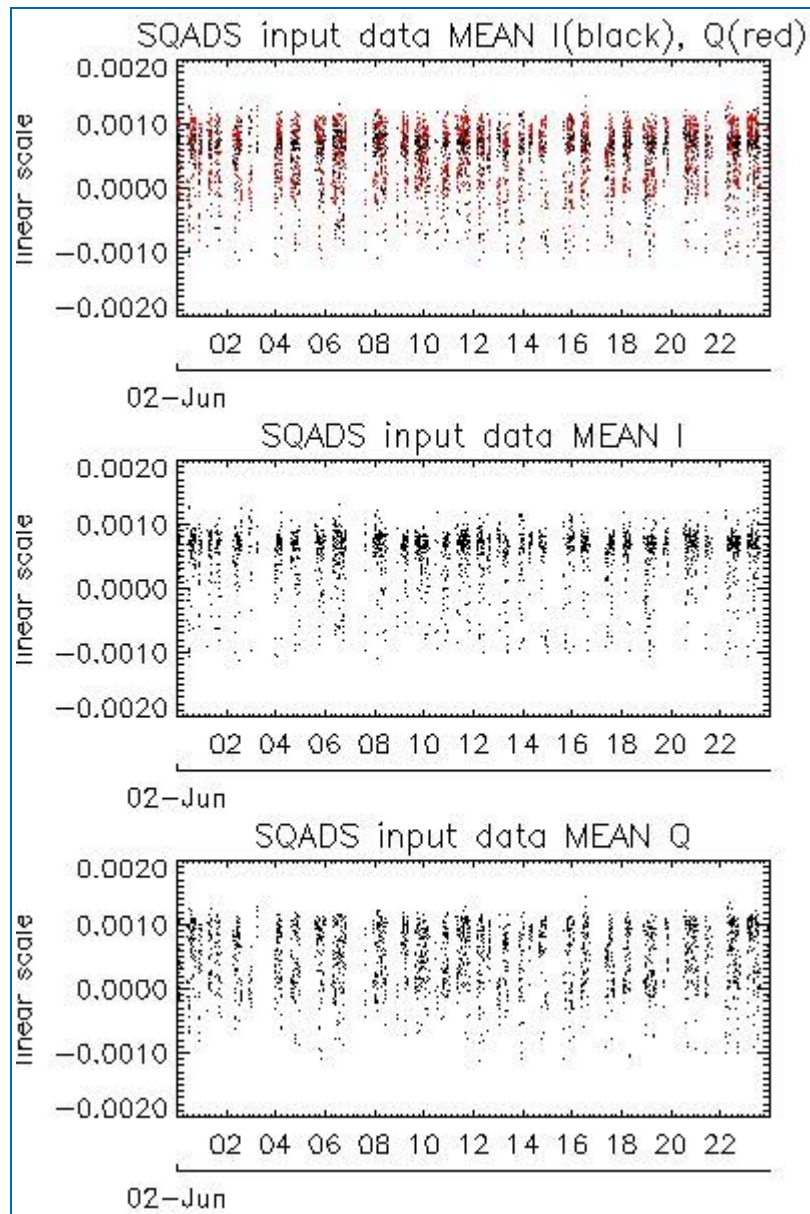 SQADS input data MEAN I(black), Q(red)
0.0020
0.0010
0.0000
-0.0010
-0.0020
linear scale
02 04 06 08 10 12 14 16 18 20 22
02-Jun
SQADS input data MEAN I
0.0020
0.0010
0.0000
-0.0010
-0.0020
linear scale
02 04 06 08 10 12 14 16 18 20 22
02-Jun
SQADS input data MEAN Q
0.0020
0.0010
0.0000
-0.0010
-0.0020
linear scale
02 04 06 08 10 12 14 16 18 20 22
02-Jun